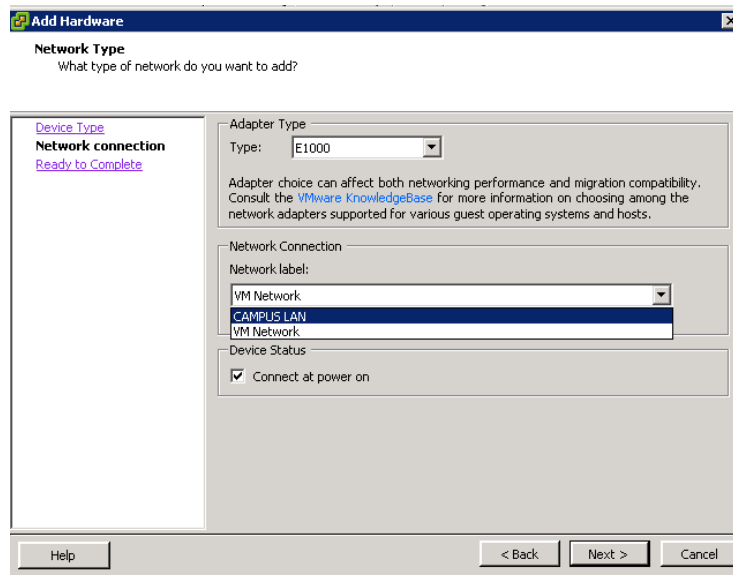 Add Hardware
Network Type
What type of network do you want to add?
Device Type
Network connection
Ready to Complete
Adapter Type
Type: E1000
Adapter choice can affect both networking performance and migration compatibility.
Consult the VMware KnowledgeBase for more information on choosing among the
network adapters supported for various guest operating systems and hosts.
Network Connection
Network label:
VM Network
CAMPUS LAN
VM Network
Device Status
Connect at power on
Help
< Back
Next >
Cancel